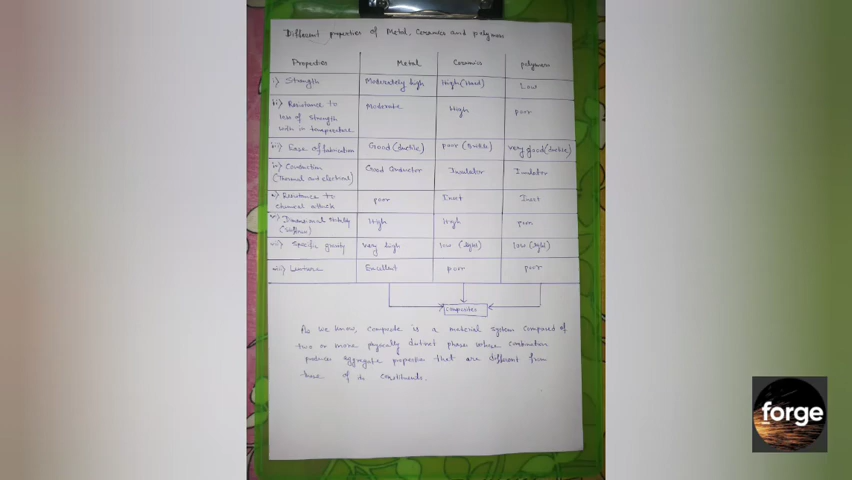 Different properties of Metal, Ceramics and polymers
Properties Metal Ceramics polymers
i) Strength Moderately high High (Hard) Low
ii) Resistance to Moderate High poor
loss of strength
with in temperature
iii) Ease of fabrication Good (ductile) poor (Brittle) very good (ductile)
iv) Conduction Good Conductor Insulator Insulator
(Thermal and electrical)
v) Resistance to poor Inert Inert
chemical attack
vi) Dimensional stability High High poor
vii) Specific gravity very high low (light) low (light)
viii) Lusture Excellent poor poor
composites
As we know, composite is a material system composed of
two or more physically distinct phases whose combination
produces aggregate properties that are different from
those of its constituents.
forge